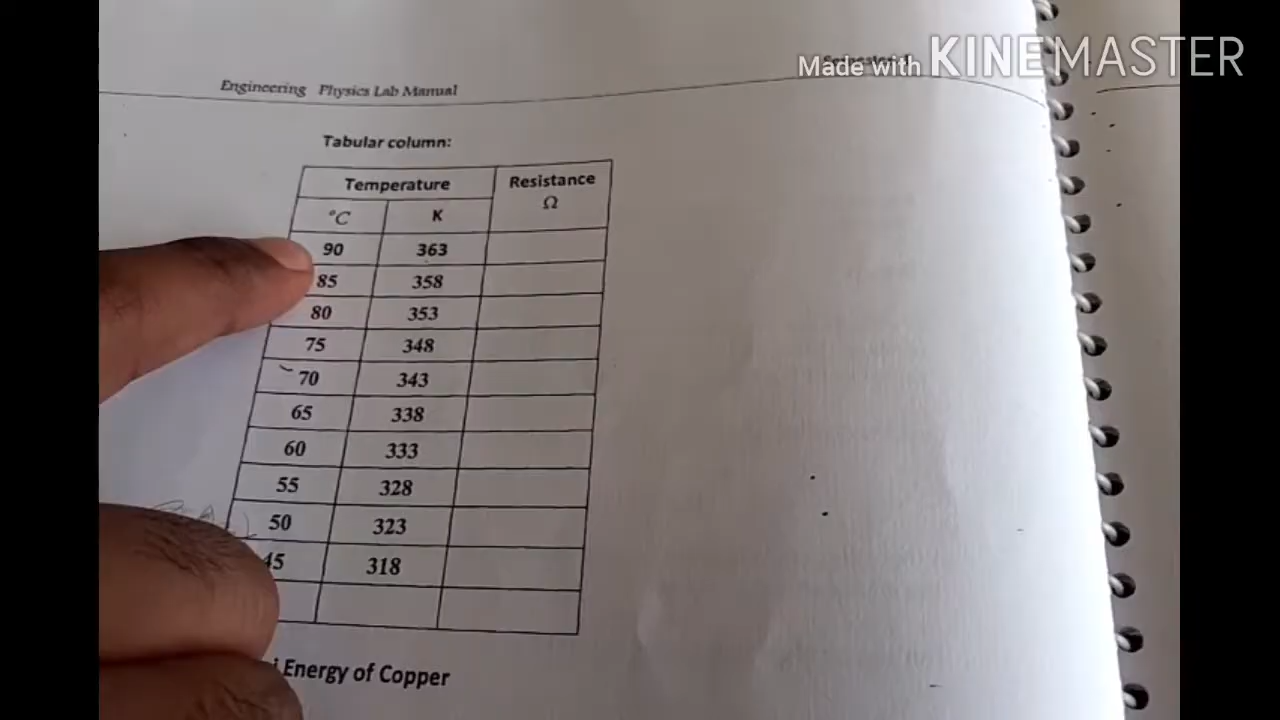 Made with KINEMASTER
Engineering Physics Lab Manual
Tabular column:
Temperature Resistance
°C K Ω
90 363
85 358
80 353
75 348
70 343
65 338
60 333
55 328
50 323
45 318
Energy of Copper